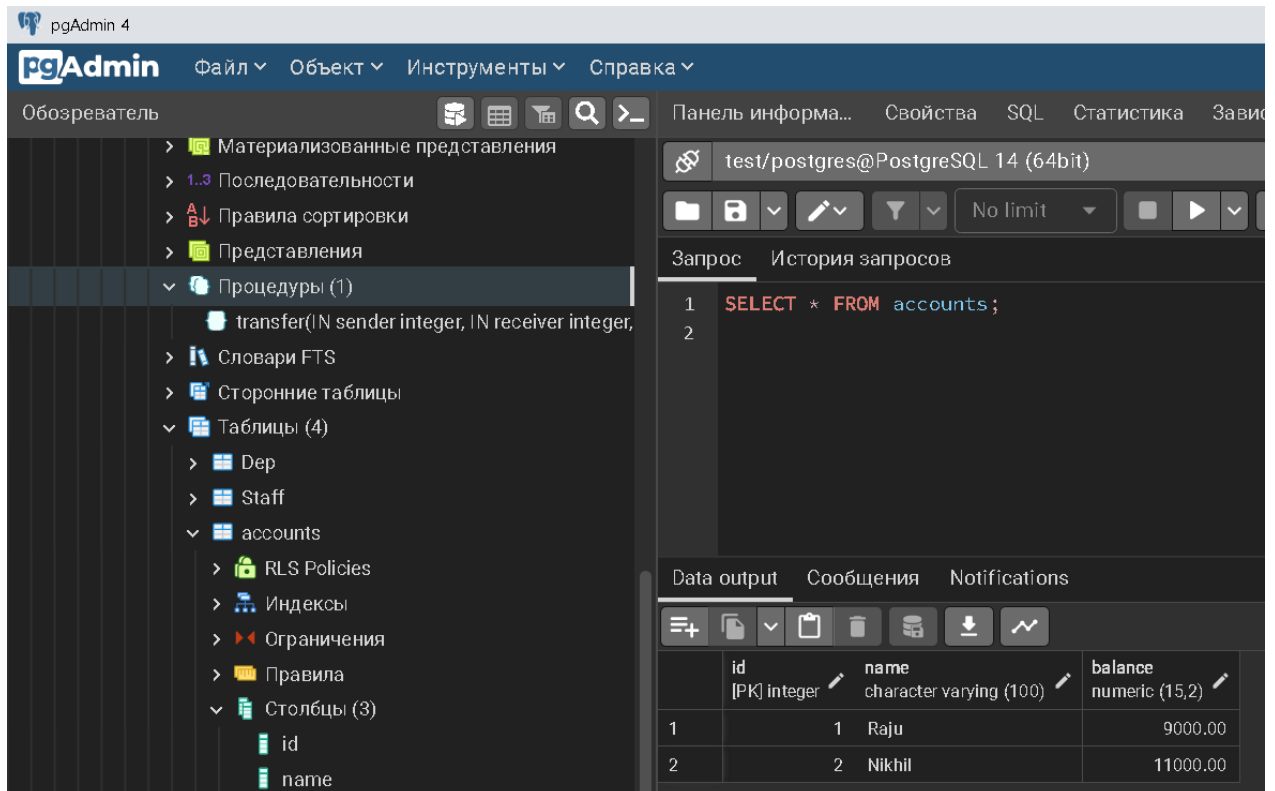 pgAdmin 4
pgAdmin Файл Объект Инструменты Справка
Обозреватель
Материализованные представления
1..3 Последовательности
Правила сортировки
Представления
Процедуры (1)
transfer(IN sender integer, IN receiver integer,
Словари FTS
Сторонние таблицы
Таблицы (4)
Dep
Staff
accounts
RLS Policies
Индексы
Ограничения
Правила
Столбцы (3)
id
name
Панель информа... Свойства SQL Статистика Завис
test/postgres@PostgreSQL 14 (64bit)
No limit
Запрос История запросов
1 SELECT * FROM accounts;
2
Data output Сообщения Notifications
id name balance
[PK] integer character varying (100) numeric (15,2)
1 1 Raju 9000.00
2 2 Nikhil 11000.00